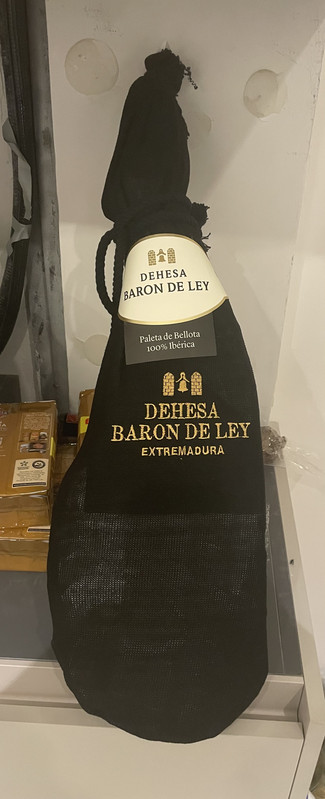 DEHESA
BARON DE LEY
Paleta de Bellota
100% Ibérica
DEHESA
BARON DE LEY
EXTREMADURA